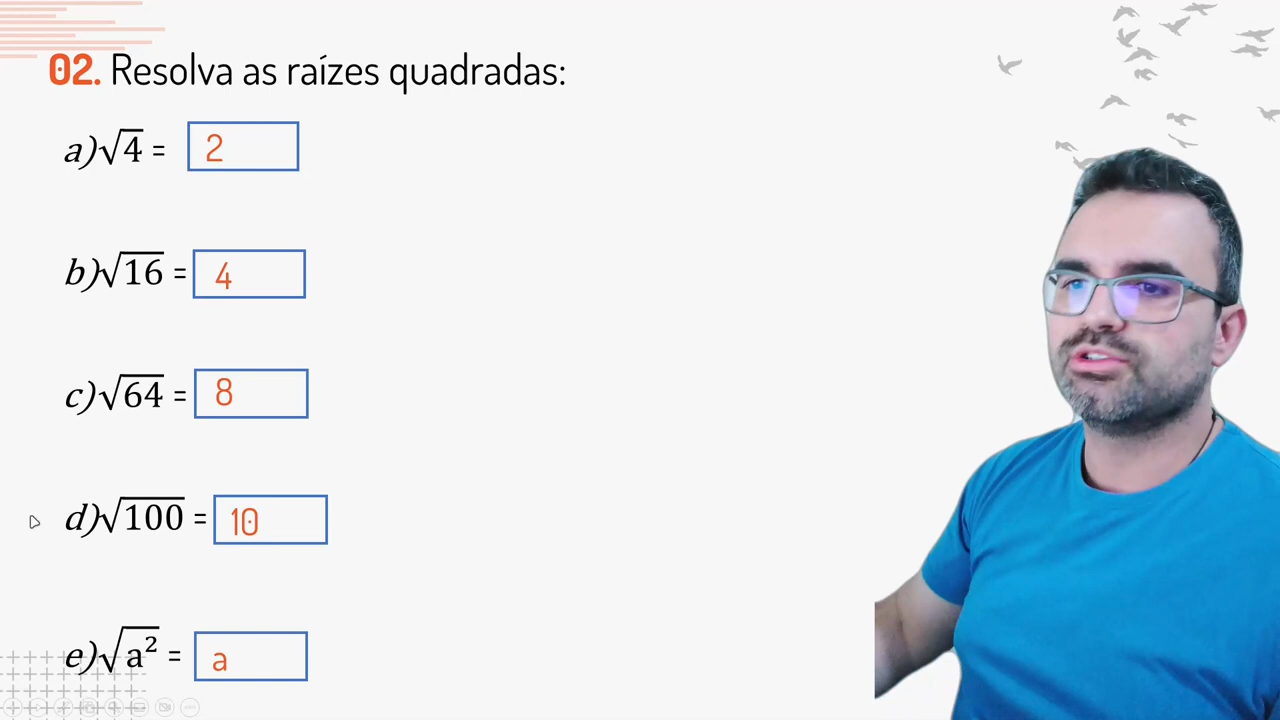 02. Resolva as raízes quadradas:
a)√4 = 2
b)√16 = 4
c)√64 = 8
d)√100 = 10
e)√a² = a